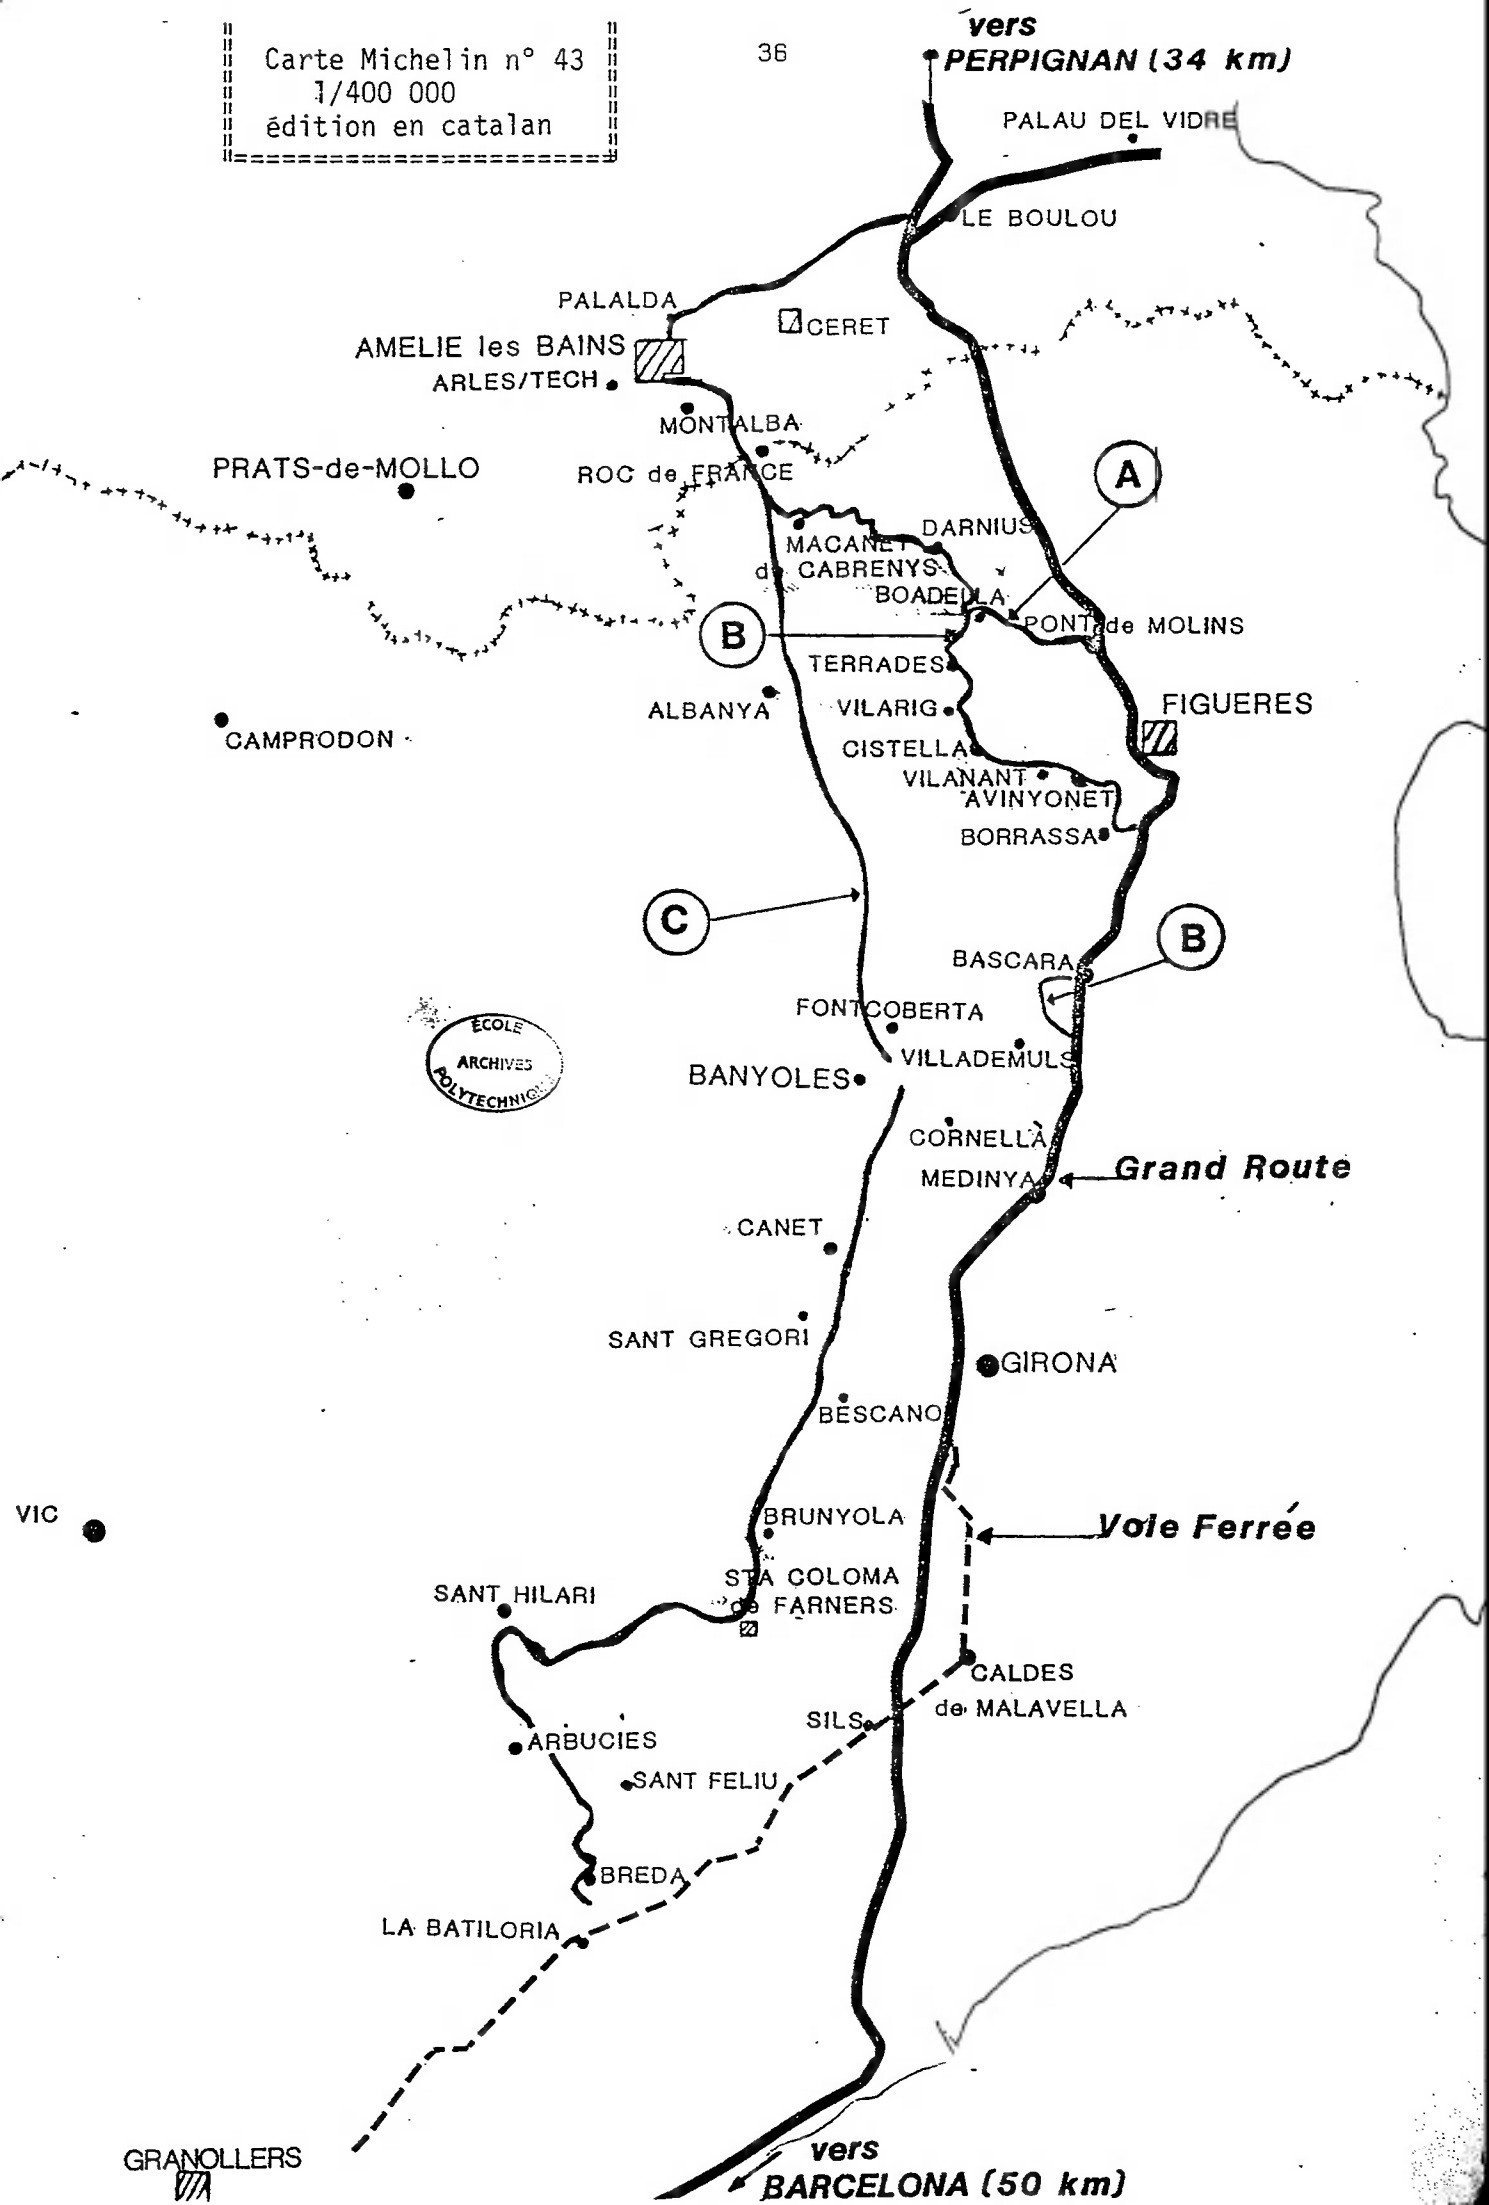 Carte Michelin n° 43
1/400 000
édition en catalan
36
vers
PERPIGNAN (34 km)
PALAU DEL VIDRE
LE BOULOU
PALALDA
CERET
AMELIE les BAINS
ARLES/TECH
MONTALBA
PRATS-de-MOLLO
ROC de FRANCE
A
DARNIUS
MACANET
de CABRENYS
BOADELLA
PONT de MOLINS
B
TERRADES
ALBANYA
VILARIG
FIGUERES
CAMPRODON
CISTELLA
VILANANT
AVINYONET
BORRASSA
C
B
BASCARA
FONTCOBERTA
ÉCOLE
ARCHIVES
POLYTECHNIQUE
VILLADEMULS
BANYOLES
CORNELLÀ
MEDINYA
Grand Route
CANET
SANT GREGORI
GIRONA
BESCANO
VIC
BRUNYOLA
Voie Ferrée
STA COLOMA
de FARNERS
SANT HILARI
CALDES
de MALAVELLA
SILS
ARBUCIES
SANT FELIU
BREDA
LA BATILORIA
GRANOLLERS
vers
BARCELONA (50 km)